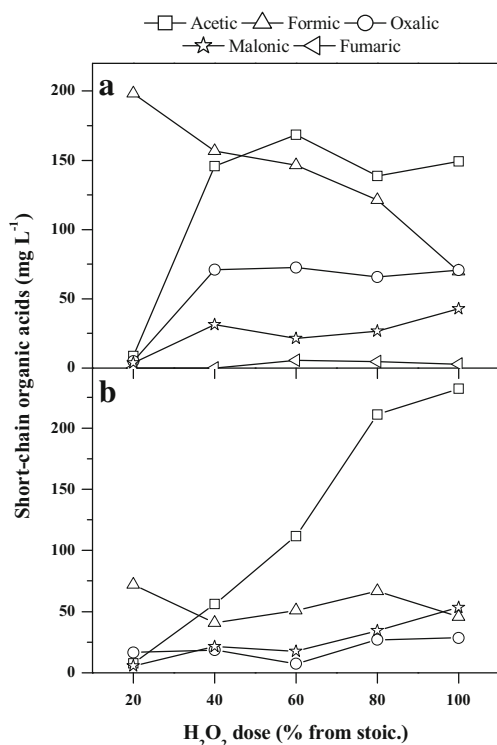 Acetic Formic Oxalic
Malonic Fumaric
a
200
150
100
50
0
b
200
150
100
50
0
20 40 60 80 100
Short-chain organic acids (mg L⁻¹)
H₂O₂ dose (% from stoic.)